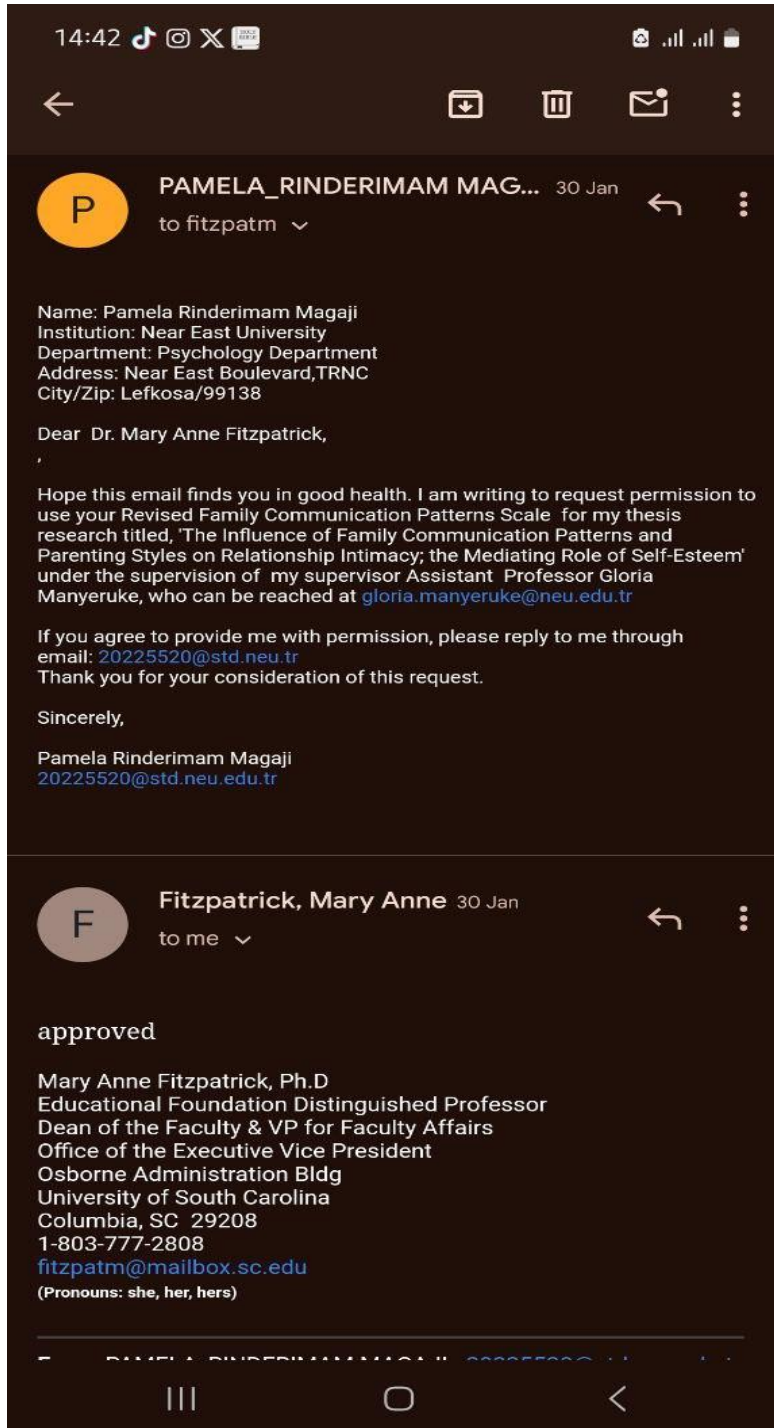 14:42
PAMELA_RINDERIMAM MAG... 30 Jan
P
to fitzpatm
Name: Pamela Rinderimam Magaji
Institution: Near East University
Department: Psychology Department
Address: Near East Boulevard,TRNC
City/Zip: Lefkosa/99138
Dear Dr. Mary Anne Fitzpatrick,
,
Hope this email finds you in good health. I am writing to request permission to
use your Revised Family Communication Patterns Scale for my thesis
research titled, 'The Influence of Family Communication Patterns and
Parenting Styles on Relationship Intimacy; the Mediating Role of Self-Esteem'
under the supervision of my supervisor Assistant Professor Gloria
Manyeruke, who can be reached at gloria.manyeruke@neu.edu.tr
If you agree to provide me with permission, please reply to me through
email: 20225520@std.neu.tr
Thank you for your consideration of this request.
Sincerely,
Pamela Rinderimam Magaji
20225520@std.neu.edu.tr
Fitzpatrick, Mary Anne 30 Jan
F
to me
approved
Mary Anne Fitzpatrick, Ph.D
Educational Foundation Distinguished Professor
Dean of the Faculty & VP for Faculty Affairs
Office of the Executive Vice President
Osborne Administration Bldg
University of South Carolina
Columbia, SC 29208
1-803-777-2808
fitzpatm@mailbox.sc.edu
(Pronouns: she, her, hers)